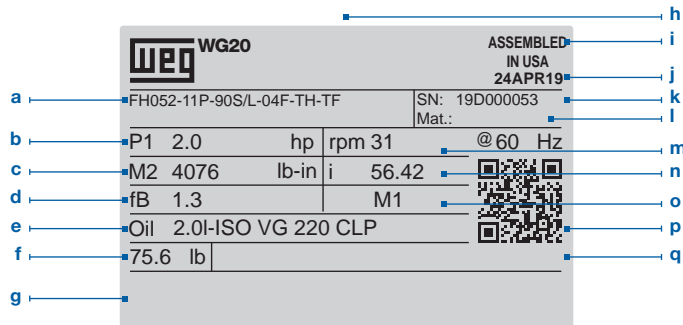 h
WEG WG20 ASSEMBLED i
IN USA
24APR19 j
a FH052-11P-90S/L-04F-TH-TF SN: 19D000053 k
Mat.: l
b P1 2.0 hp rpm 31 @ 60 Hz m
c M2 4076 lb-in i 56.42 n
d fB 1.3 M1 o
e Oil 2.0l-ISO VG 220 CLP p
f 75.6 lb q
g